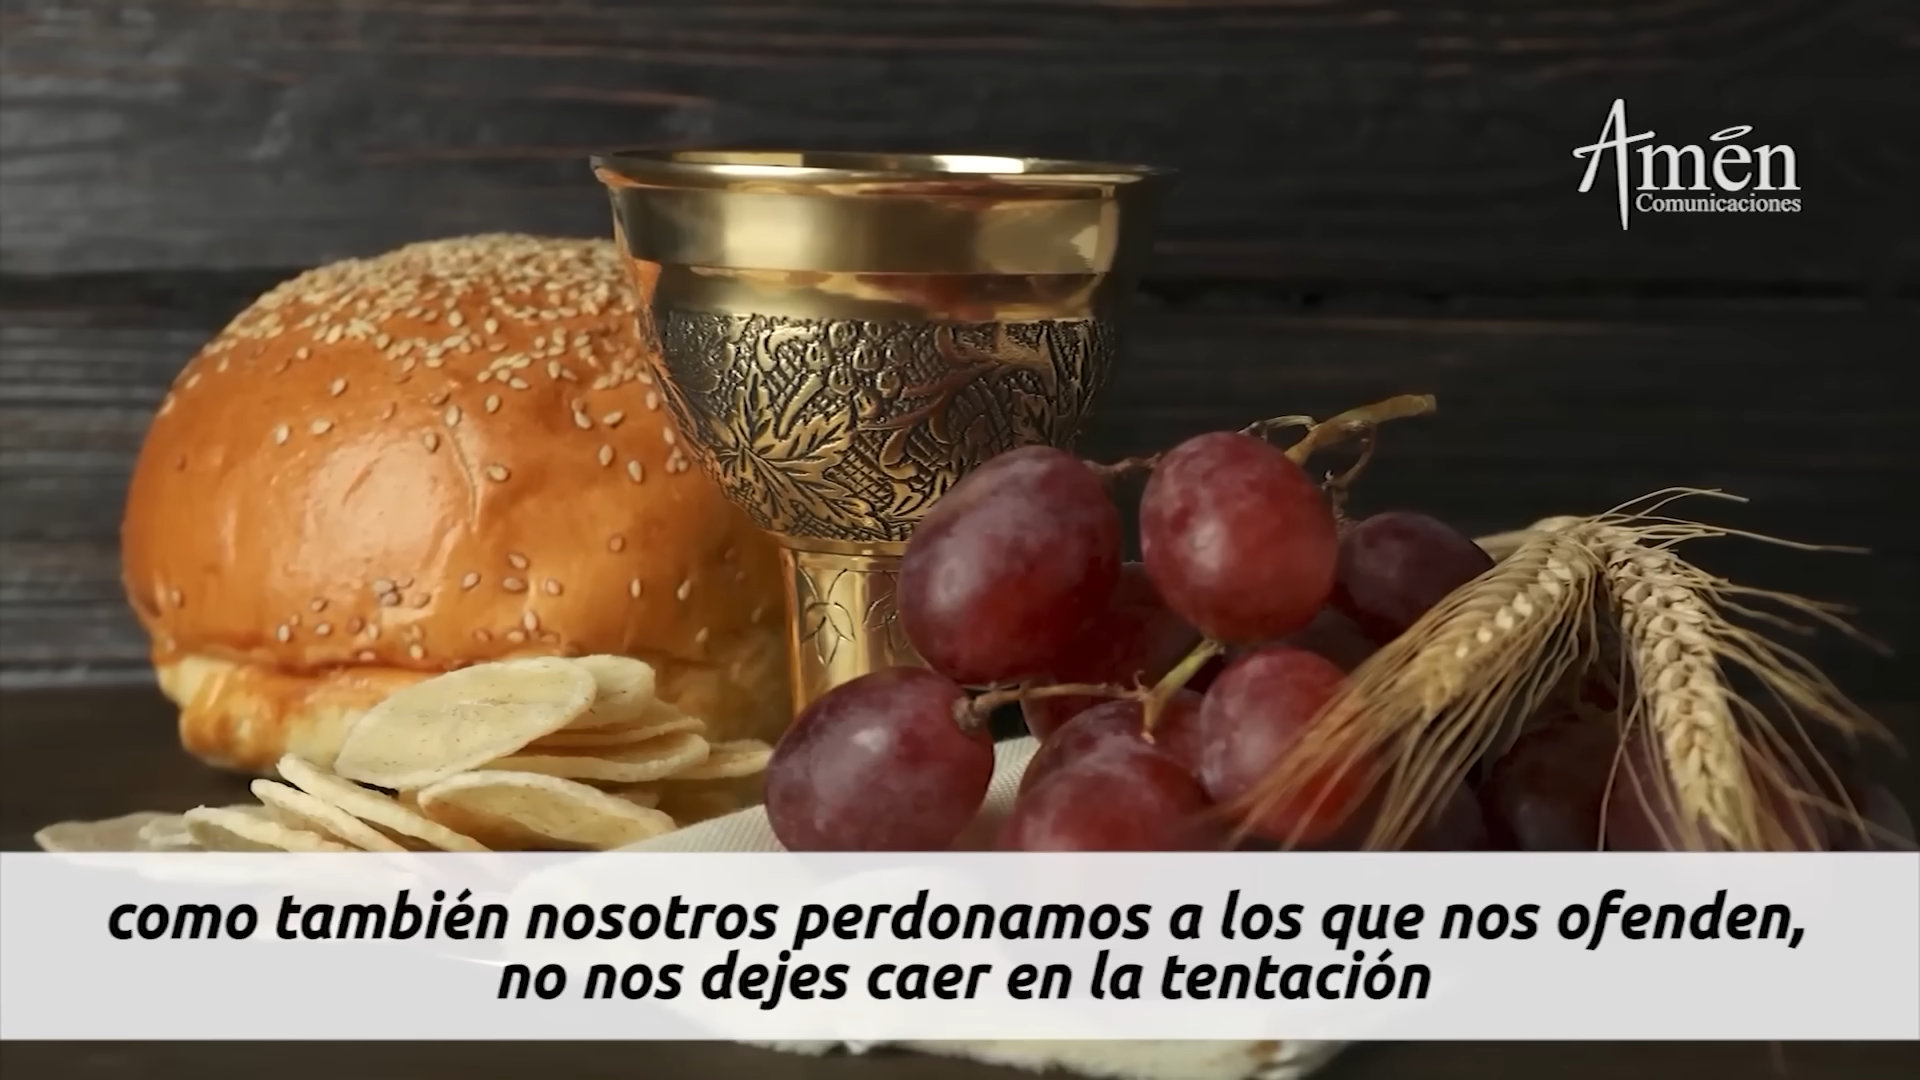 Amén
Comunicaciones
como también nosotros perdonamos a los que nos ofenden,
no nos dejes caer en la tentación